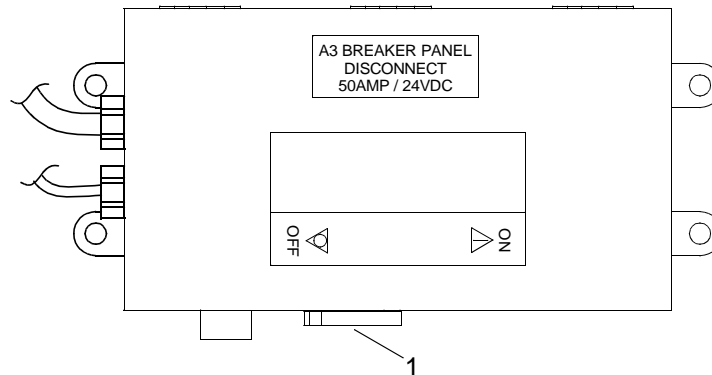 A3 BREAKER PANEL
DISCONNECT
50AMP / 24VDC
OFF
ON
1